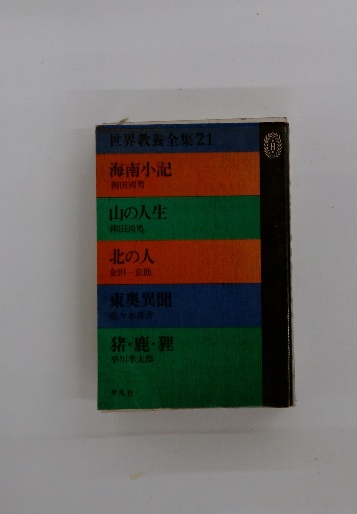 世界教養全集21
海南小記
柳田國男
山の人生
柳田國男
北の人
金田一京助
東奥異聞
佐々木喜善
猪・鹿・狸
早川孝太郎
平凡社